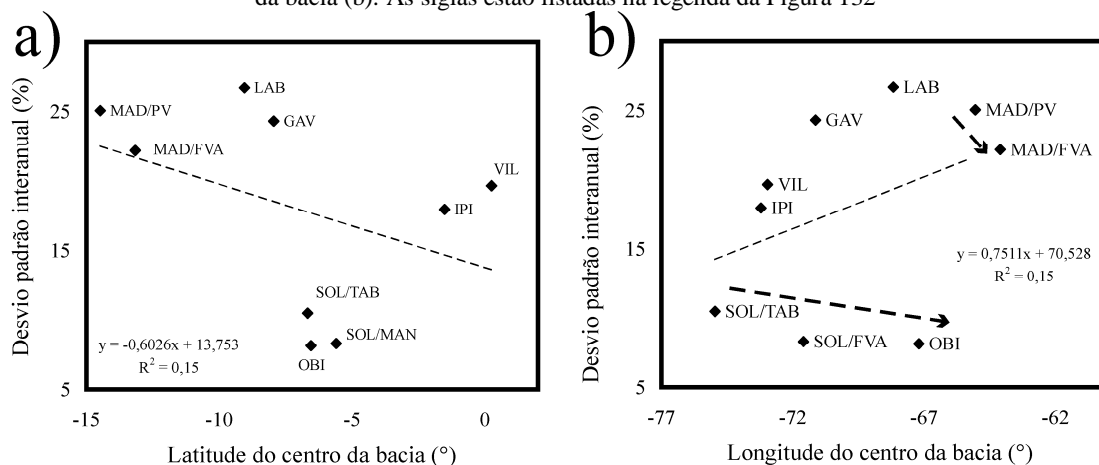 da bacia (b). As siglas estão listadas na legenda da Figura 132
a)
Desvio padrão interanual (%)
25
15
5
MAD/PV
LAB
GAV
MAD/FVA
VIL
IPI
SOL/TAB
SOL/MAN
OBI
y = -0,6026x + 13,753
R² = 0,15
-15
-10
-5
0
Latitude do centro da bacia (°)
b)
Desvio padrão interanual (%)
25
15
5
LAB
MAD/PV
GAV
MAD/FVA
VIL
IPI
y = 0,7511x + 70,528
R² = 0,15
SOL/TAB
SOL/FVA
OBI
-77
-72
-67
-62
Longitude do centro da bacia (°)